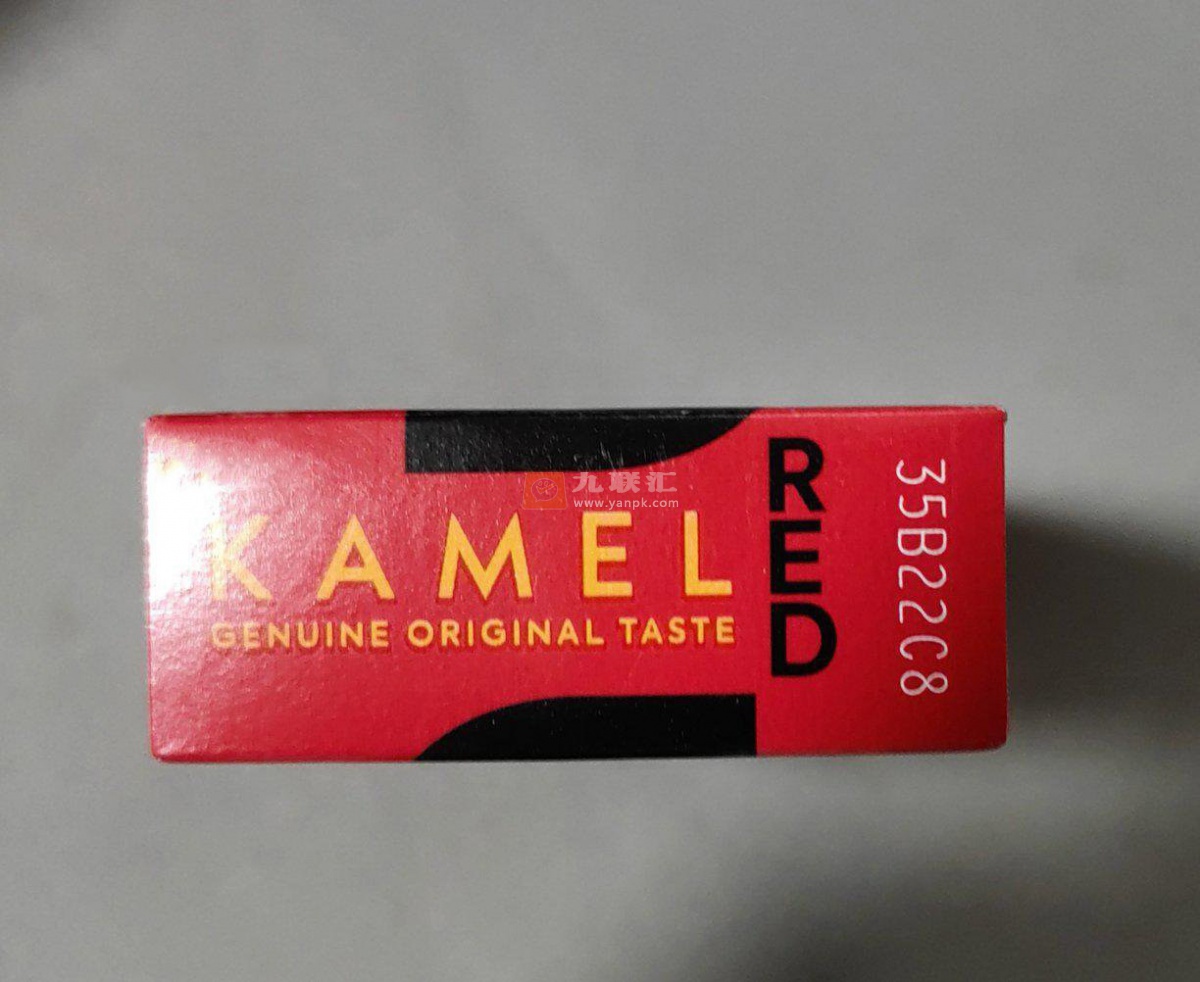 九联汇
www.yanpk.com
KAMEL
GENUINE ORIGINAL TASTE
RED
35B22C8